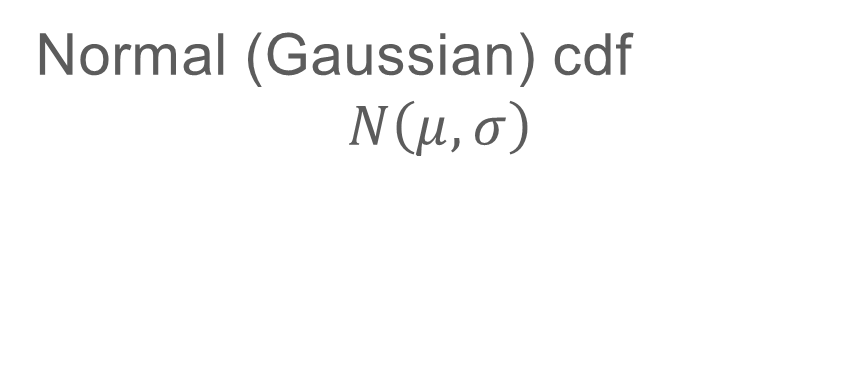 Normal (Gaussian) cdf
N(μ, σ)